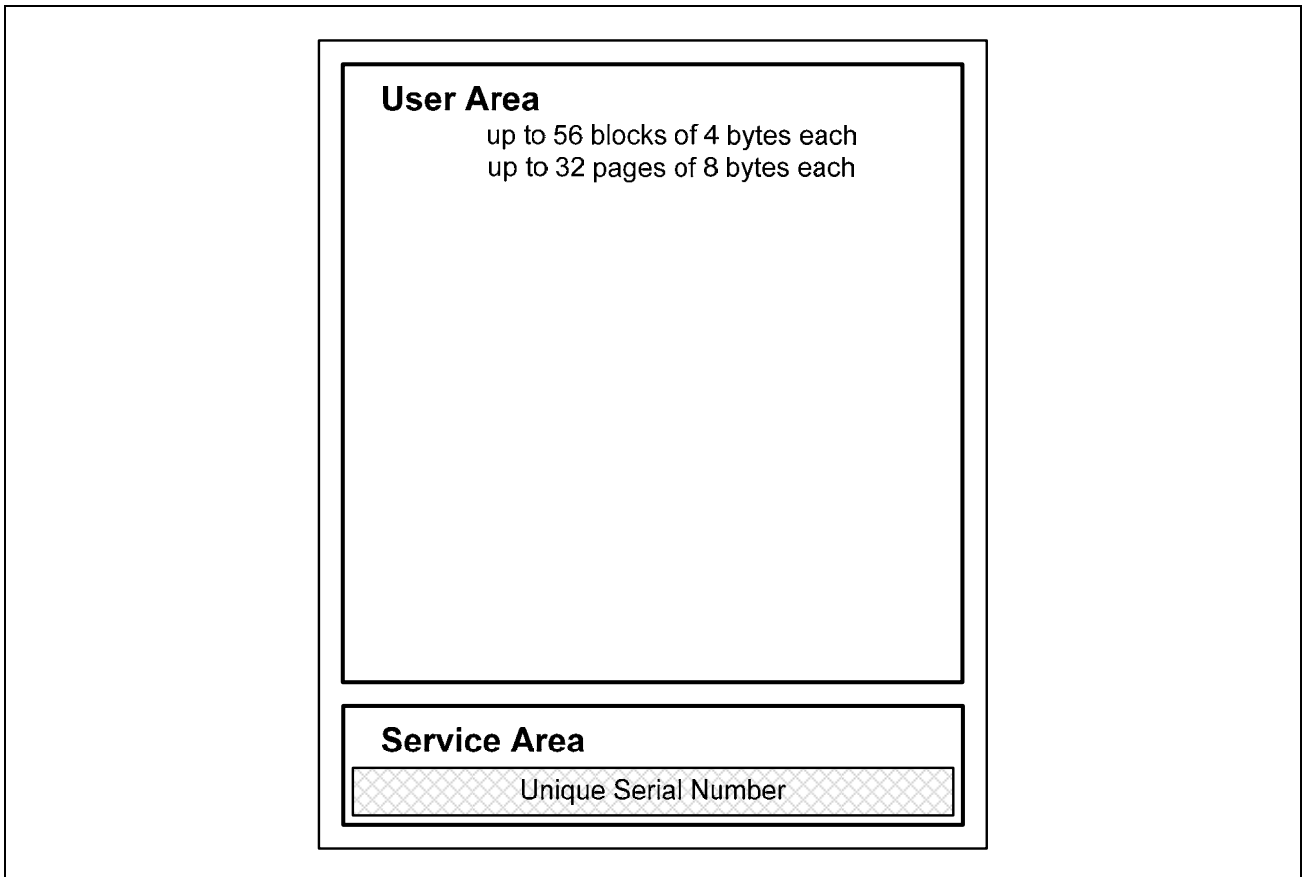 User Area
up to 56 blocks of 4 bytes each
up to 32 pages of 8 bytes each
Service Area
Unique Serial Number